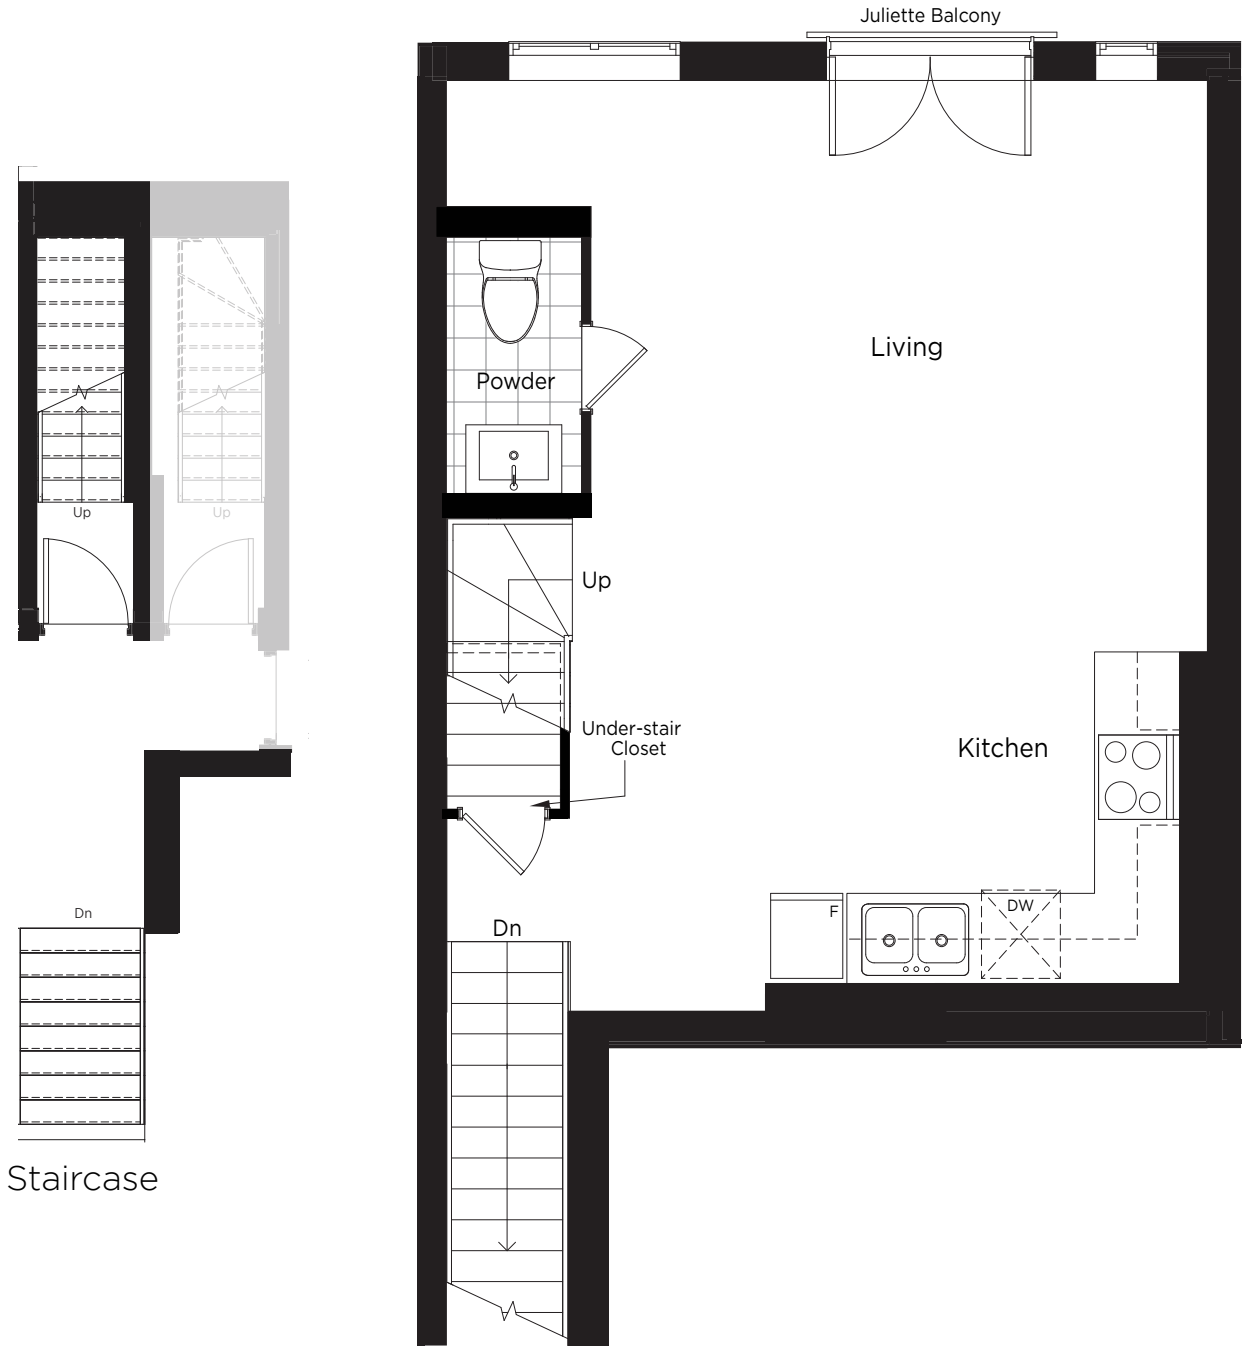 Juliette Balcony
Living
Powder
Up
Up
Up
Under-stair
Closet
Kitchen
F
DW
Dn
Dn
Staircase